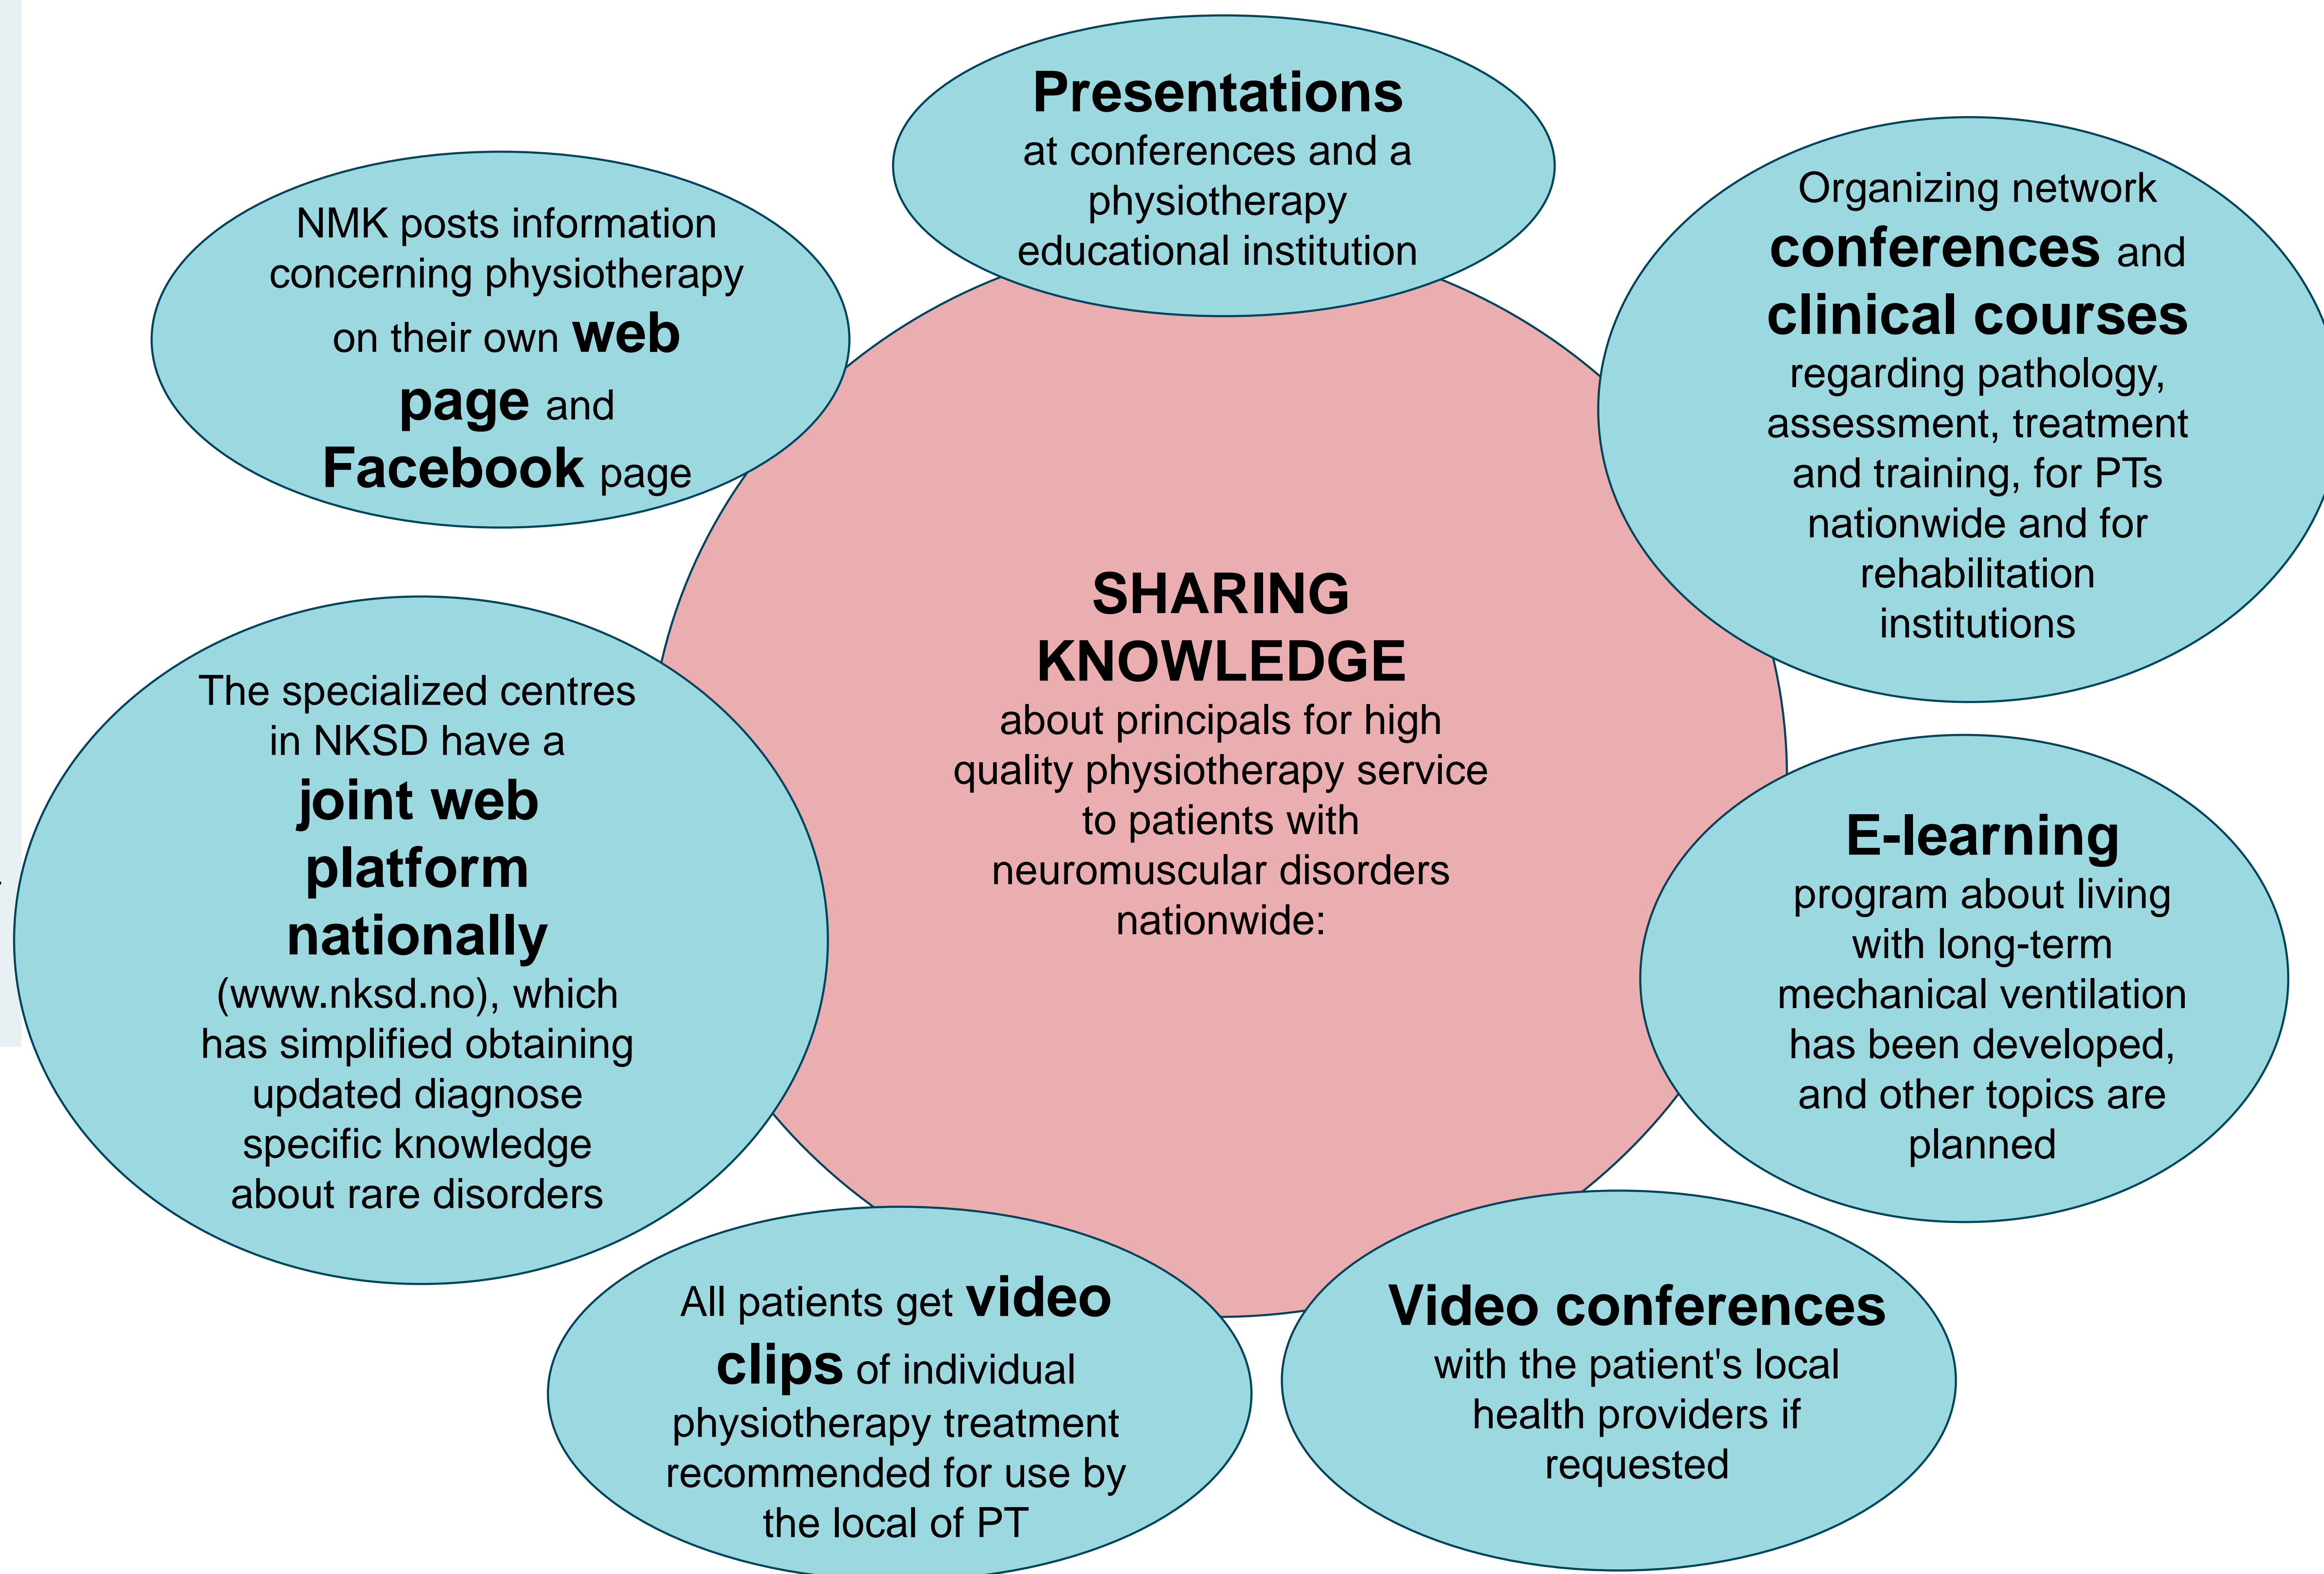 Presentations
at conferences and a
physiotherapy
educational institution
NMK posts information
concerning physiotherapy
on their own web
page and
Facebook page
Organizing network
conferences and
clinical courses
regarding pathology,
assessment, treatment
and training, for PTs
nationwide and for
rehabilitation
institutions
SHARING
KNOWLEDGE
about principals for high
quality physiotherapy service
to patients with
neuromuscular disorders
nationwide:
The specialized centres
in NKSD have a
joint web
platform
nationally
(www.nksd.no), which
has simplified obtaining
updated diagnose
specific knowledge
about rare disorders
E-learning
program about living
with long-term
mechanical ventilation
has been developed,
and other topics are
planned
All patients get video
clips of individual
physiotherapy treatment
recommended for use by
the local of PT
Video conferences
with the patient's local
health providers if
requested